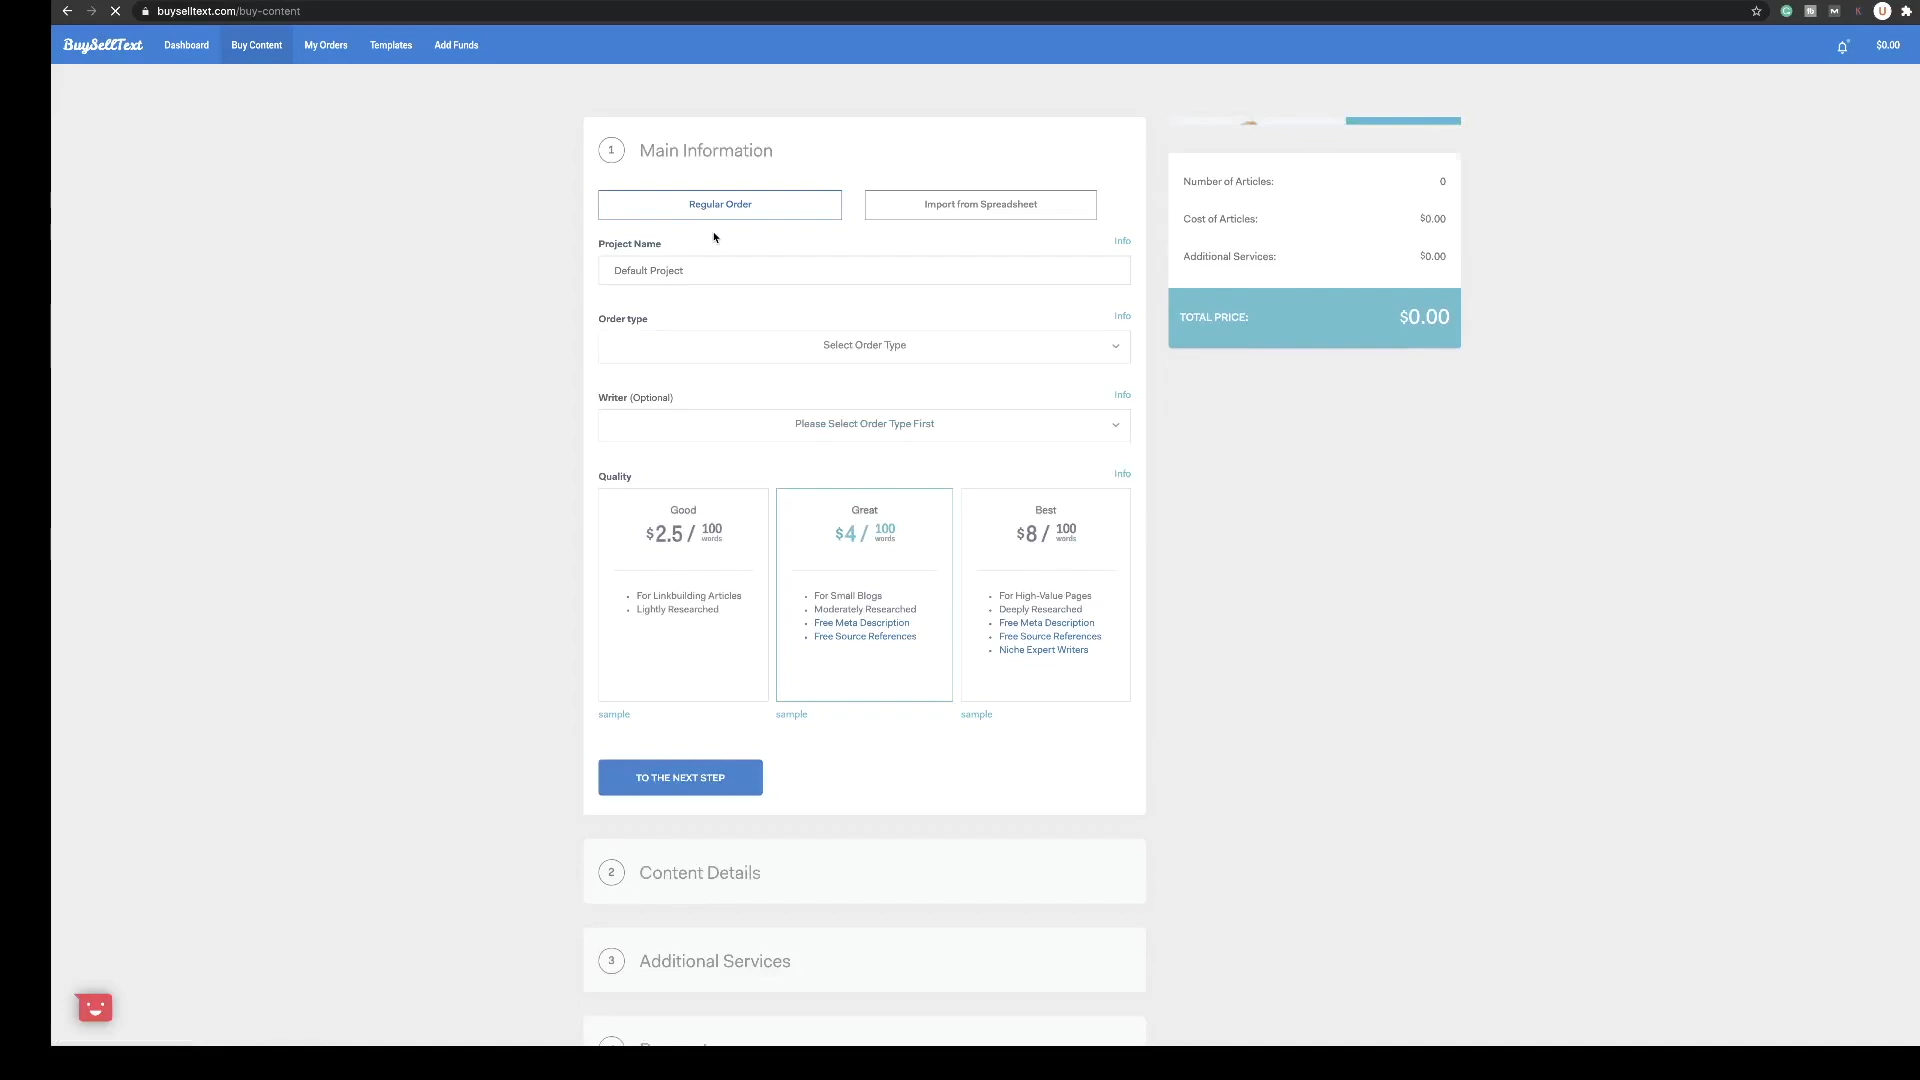 buyselltext.com/buy-content
U
BuySellText
Dashboard
Buy Content
My Orders
Templates
Add Funds
$0.00
1
Main Information
Regular Order
Import from Spreadsheet
Project Name
Info
Default Project
Order type
Info
Select Order Type
Writer (Optional)
Info
Please Select Order Type First
Quality
Info
Good
$2.5 / 100 words
For Linkbuilding Articles
Lightly Researched
sample
Great
$4 / 100 words
For Small Blogs
Moderately Researched
Free Meta Description
Free Source References
sample
Best
$8 / 100 words
For High-Value Pages
Deeply Researched
Free Meta Description
Free Source References
Niche Expert Writers
sample
TO THE NEXT STEP
2
Content Details
3
Additional Services
Number of Articles: 0
Cost of Articles: $0.00
Additional Services: $0.00
TOTAL PRICE: $0.00